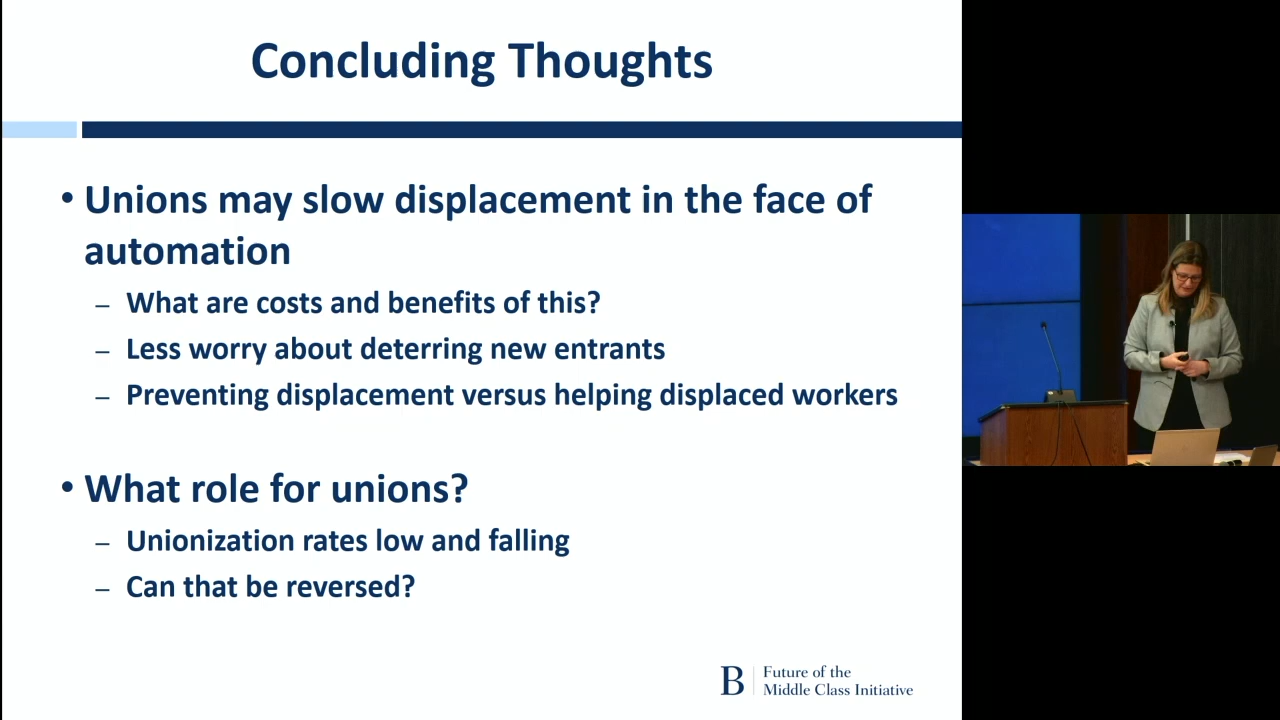 Concluding Thoughts
• Unions may slow displacement in the face of
automation
– What are costs and benefits of this?
– Less worry about deterring new entrants
– Preventing displacement versus helping displaced workers
• What role for unions?
– Unionization rates low and falling
– Can that be reversed?
B
Future of the
Middle Class Initiative